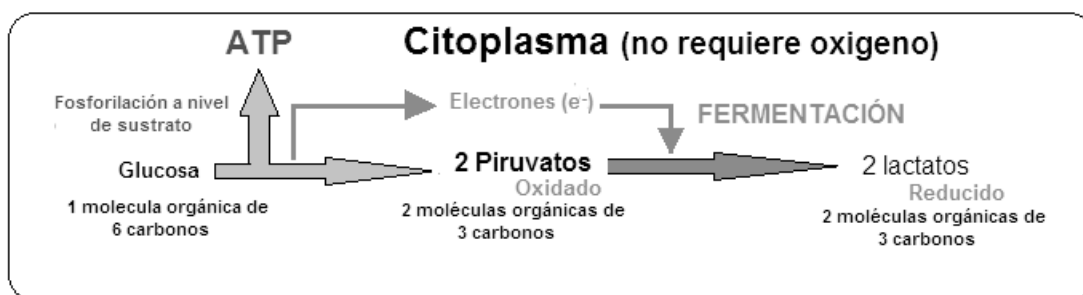 ATP
Citoplasma (no requiere oxigeno)
Fosforilación a nivel
de sustrato
Electrones (e-)
FERMENTACIÓN
Glucosa
2 Piruvatos
2 lactatos
Oxidado
Reducido
1 molecula orgánica de
6 carbonos
2 moléculas orgánicas de
3 carbonos
2 moléculas orgánicas de
3 carbonos